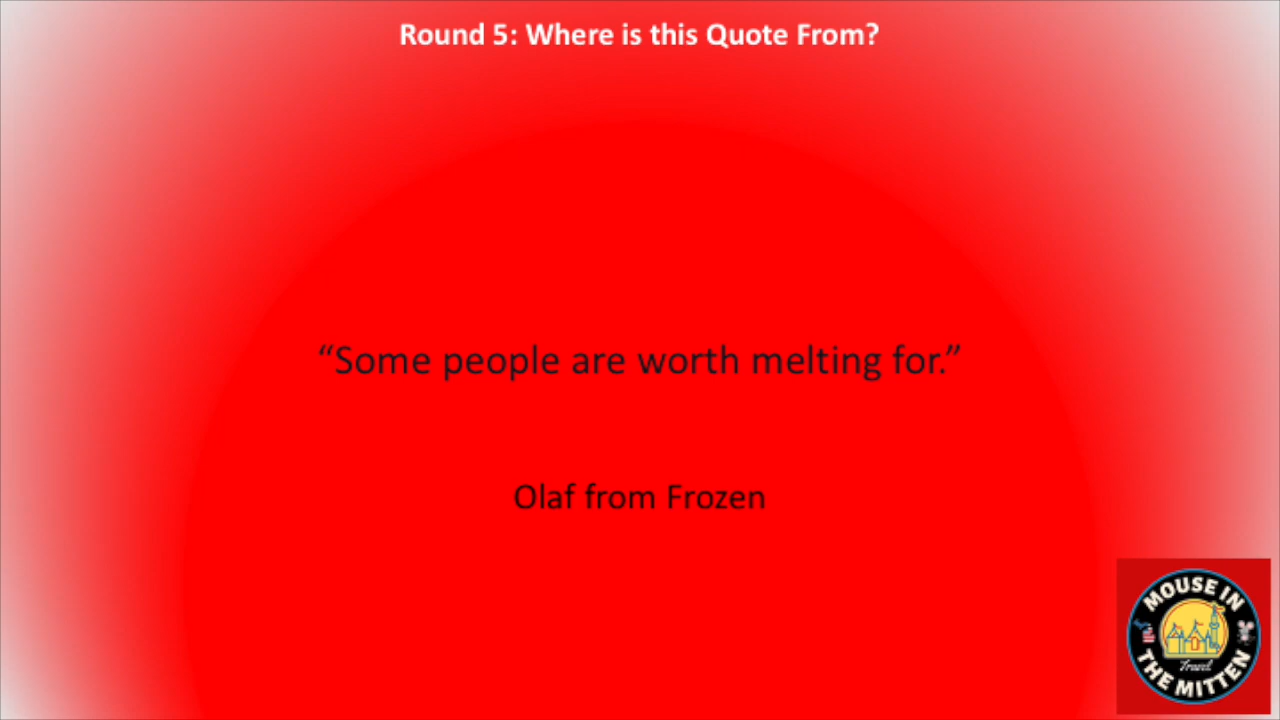 Round 5: Where is this Quote From?
“Some people are worth melting for.”
Olaf from Frozen
MOUSE IN
Travel
THE MITTEN